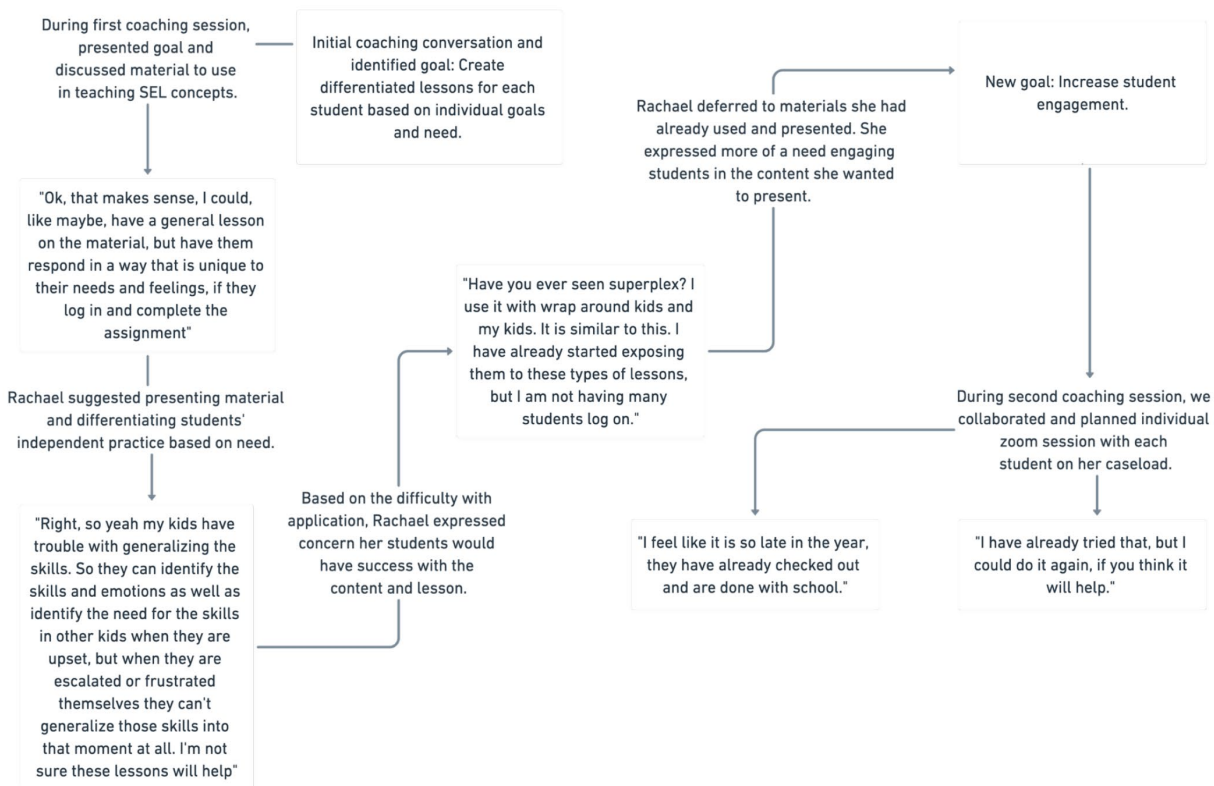 During first coaching session,
presented goal and
discussed material to use
in teaching SEL concepts.
Initial coaching conversation and
identified goal: Create
differentiated lessons for each
student based on individual goals
and need.
"Ok, that makes sense, I could,
like maybe, have a general lesson
on the material, but have them
respond in a way that is unique to
their needs and feelings, if they
log in and complete the
assignment"
Rachael suggested presenting material
and differentiating students'
independent practice based on need.
"Right, so yeah my kids have
trouble with generalizing the
skills. So they can identify the
skills and emotions as well as
identify the need for the skills
in other kids when they are
upset, but when they are
escalated or frustrated
themselves they can't
generalize those skills into
that moment at all. I'm not
sure these lessons will help"
Based on the difficulty with
application, Rachael expressed
concern her students would
have success with the
content and lesson.
"Have you ever seen superplex? I
use it with wrap around kids and
my kids. It is similar to this. I
have already started exposing
them to these types of lessons,
but I am not having many
students log on."
Rachael deferred to materials she had
already used and presented. She
expressed more of a need engaging
students in the content she wanted
to present.
New goal: Increase student
engagement.
During second coaching session, we
collaborated and planned individual
zoom session with each
student on her caseload.
"I feel like it is so late in the year,
they have already checked out
and are done with school."
"I have already tried that, but I
could do it again, if you think it
will help."